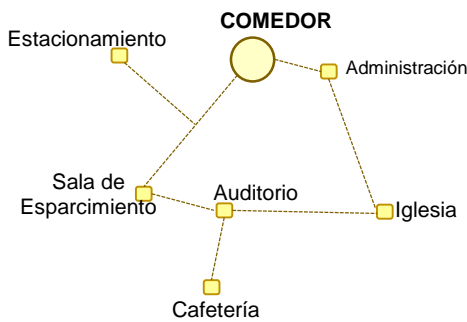 COMEDOR
Estacionamiento
Administración
Sala de
Esparcimiento
Auditorio
Iglesia
Cafetería